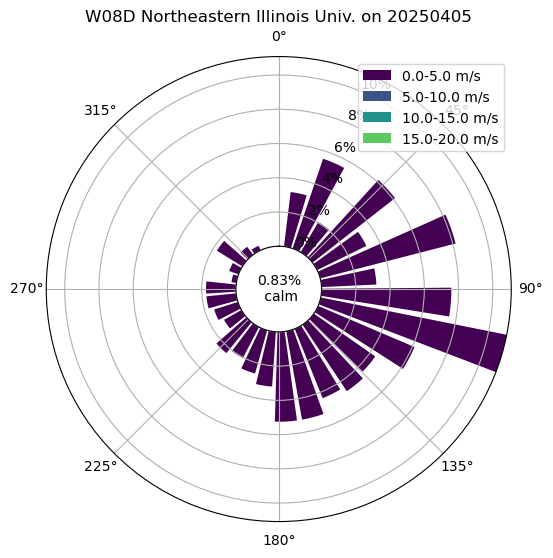 W08D Northeastern Illinois Univ. on 20250405
0°
315°
45°
10%
8%
6%
4%
2%
0%
0.0-5.0 m/s
5.0-10.0 m/s
10.0-15.0 m/s
15.0-20.0 m/s
270°
0.83%
calm
90°
225°
135°
180°